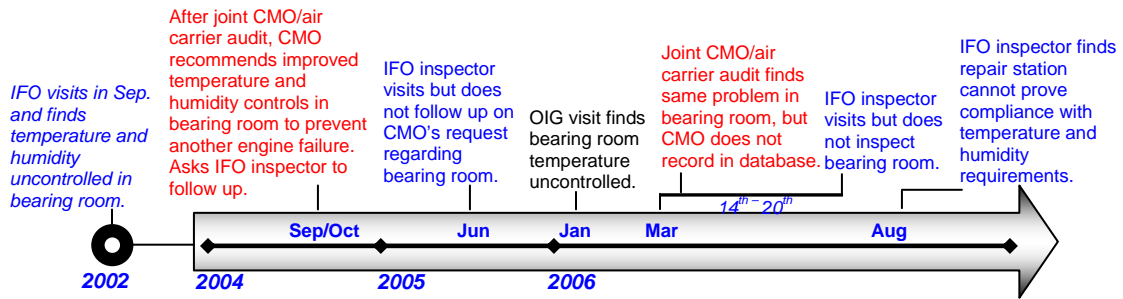 IFO visits in Sep.
and finds
temperature and
humidity
uncontrolled in
bearing room.
After joint CMO/air
carrier audit, CMO
recommends improved
temperature and
humidity controls in
bearing room to prevent
another engine failure.
Asks IFO inspector to
follow up.
IFO inspector
visits but does
not follow up on
CMO's request
regarding
bearing room.
OIG visit finds
bearing room
temperature
uncontrolled.
Joint CMO/air
carrier audit finds
same problem in
bearing room, but
CMO does not
record in database.
IFO inspector
visits but does
not inspect
bearing room.
IFO inspector finds
repair station
cannot prove
compliance with
temperature and
humidity
requirements.
14th – 20th
Sep/Oct
Jun
Jan
Mar
Aug
2002
2004
2005
2006